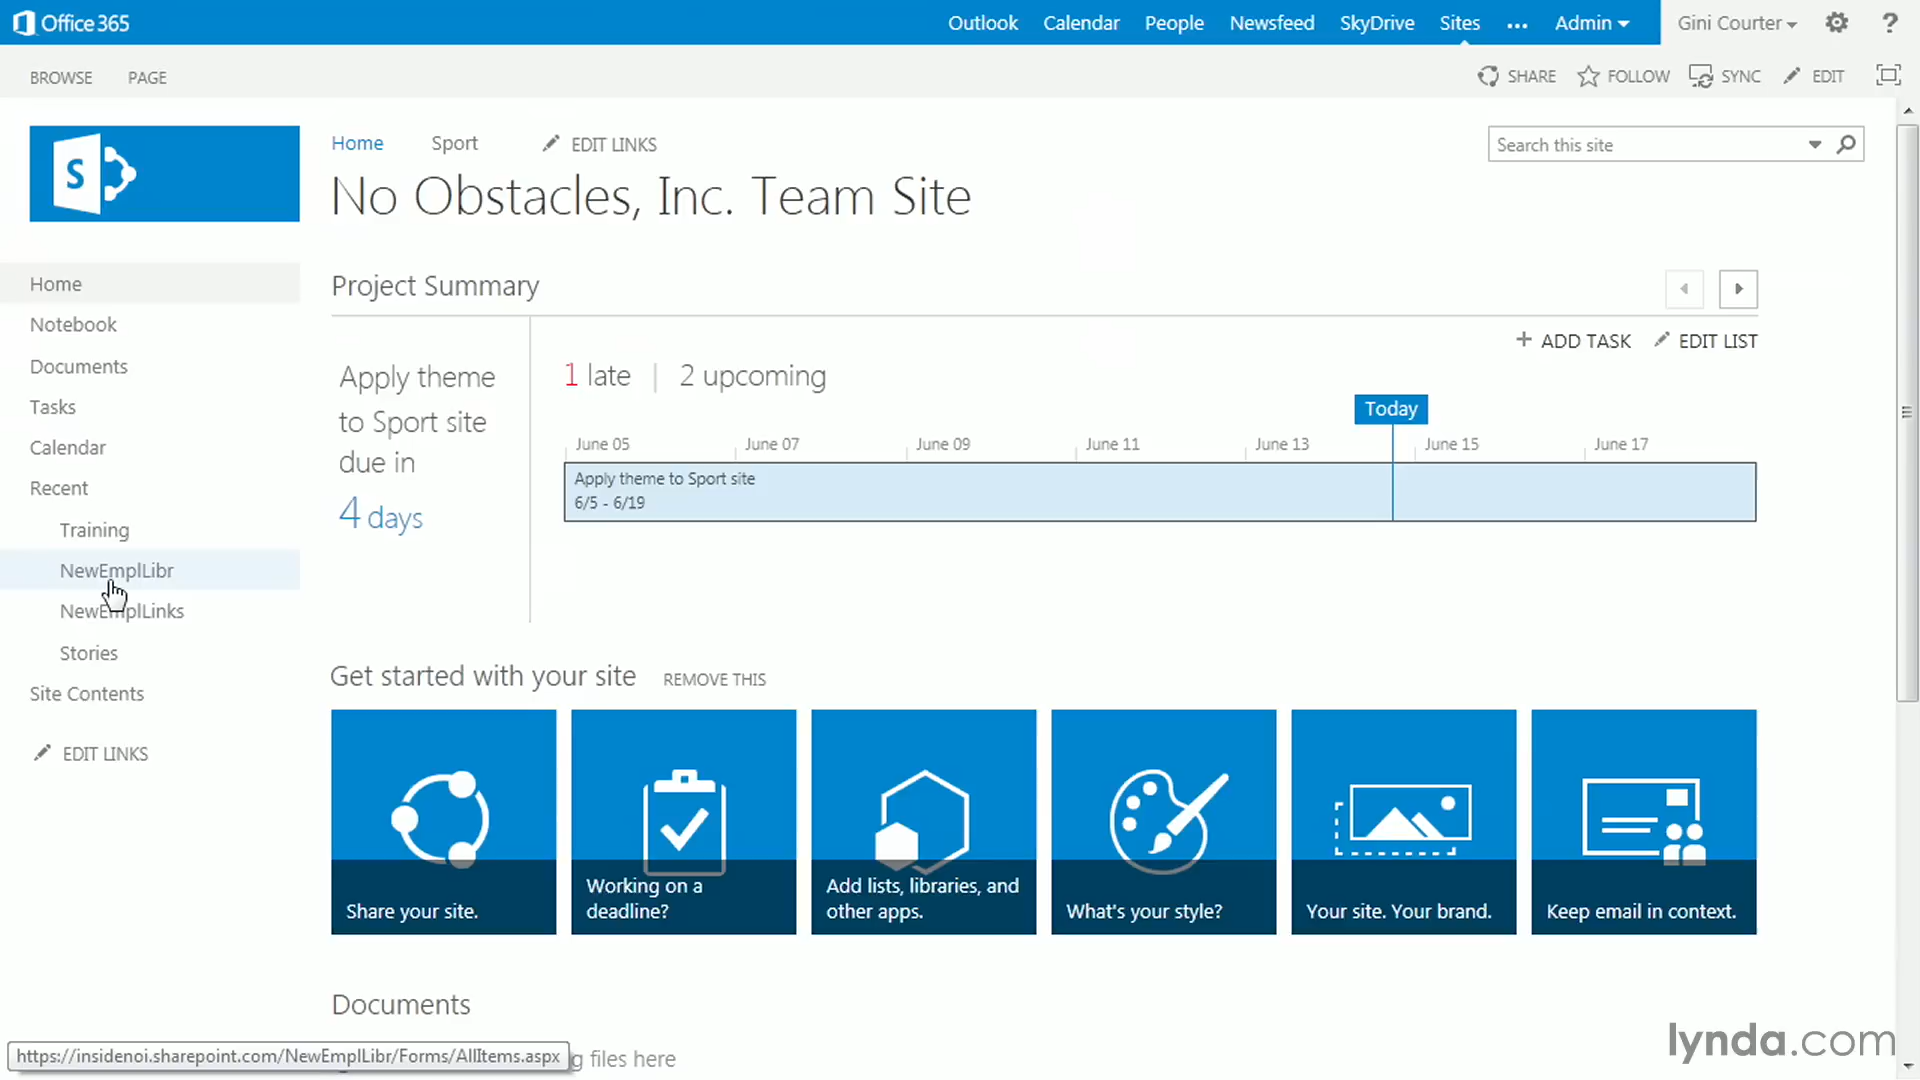 Office 365
Outlook Calendar People Newsfeed SkyDrive Sites ... Admin Gini Courter ?
BROWSE PAGE
SHARE FOLLOW SYNC EDIT
S
Home Sport EDIT LINKS
Search this site
No Obstacles, Inc. Team Site
Home
Notebook
Documents
Tasks
Calendar
Recent
Training
NewEmplLibr
NewEmplLinks
Stories
Site Contents
EDIT LINKS
Project Summary
+ ADD TASK EDIT LIST
Apply theme
to Sport site
due in
4 days
1 late | 2 upcoming
Today
June 05 June 07 June 09 June 11 June 13 June 15 June 17
Apply theme to Sport site
6/5 - 6/19
Get started with your site REMOVE THIS
Share your site.
Working on a
deadline?
Add lists, libraries, and
other apps.
What's your style?
Your site. Your brand.
Keep email in context.
Documents
https://insidenoi.sharepoint.com/NewEmplLibr/Forms/AllItems.aspx
g files here
lynda.com